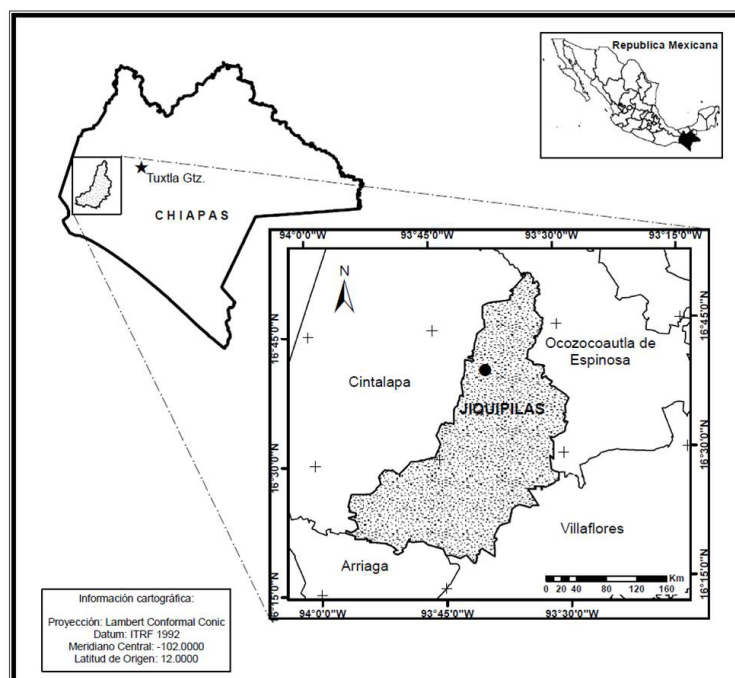 Republica Mexicana
Tuxtla Gtz.
CHIAPAS
94°0'0"W 93°45'0"W 93°30'0"W 93°15'0"W
N
16°45'0"N
16°45'0"N
Ocozocoautla de
Espinosa
Cintalapa
JIQUIPILAS
16°30'0"N
16°30'0"N
Villaflores
Arriaga
0 20 40 80 120 160 Km
16°15'0"N
16°15'0"N
94°0'0"W 93°45'0"W 93°30'0"W
Información cartográfica:
Proyección: Lambert Conformal Conic
Datum: ITRF 1992
Meridiano Central: -102.0000
Latitud de Origen: 12.0000